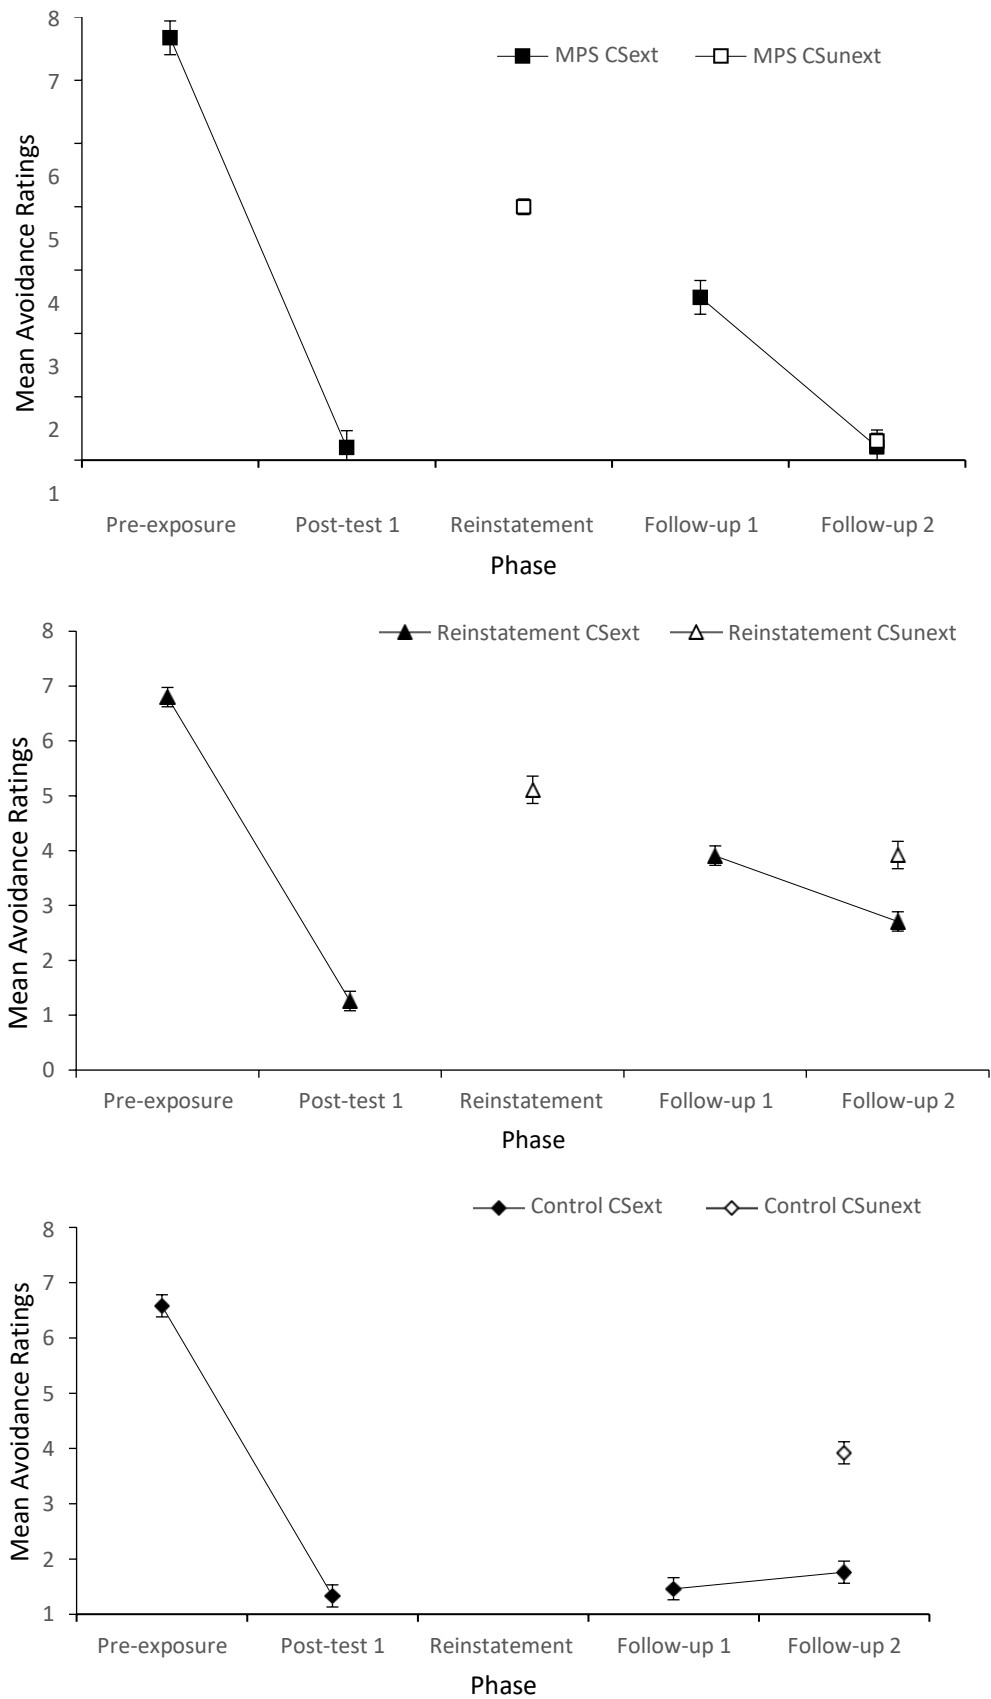 8
MPS CSext
MPS CSunext
7
6
5
4
3
2
1
Mean Avoidance Ratings
Pre-exposure
Post-test 1
Reinstatement
Follow-up 1
Follow-up 2
Phase
Reinstatement CSext
Reinstatement CSunext
8
7
6
5
4
3
2
1
0
Mean Avoidance Ratings
Pre-exposure
Post-test 1
Reinstatement
Follow-up 1
Follow-up 2
Phase
Control CSext
Control CSunext
8
7
6
5
4
3
2
1
Mean Avoidance Ratings
Pre-exposure
Post-test 1
Reinstatement
Follow-up 1
Follow-up 2
Phase